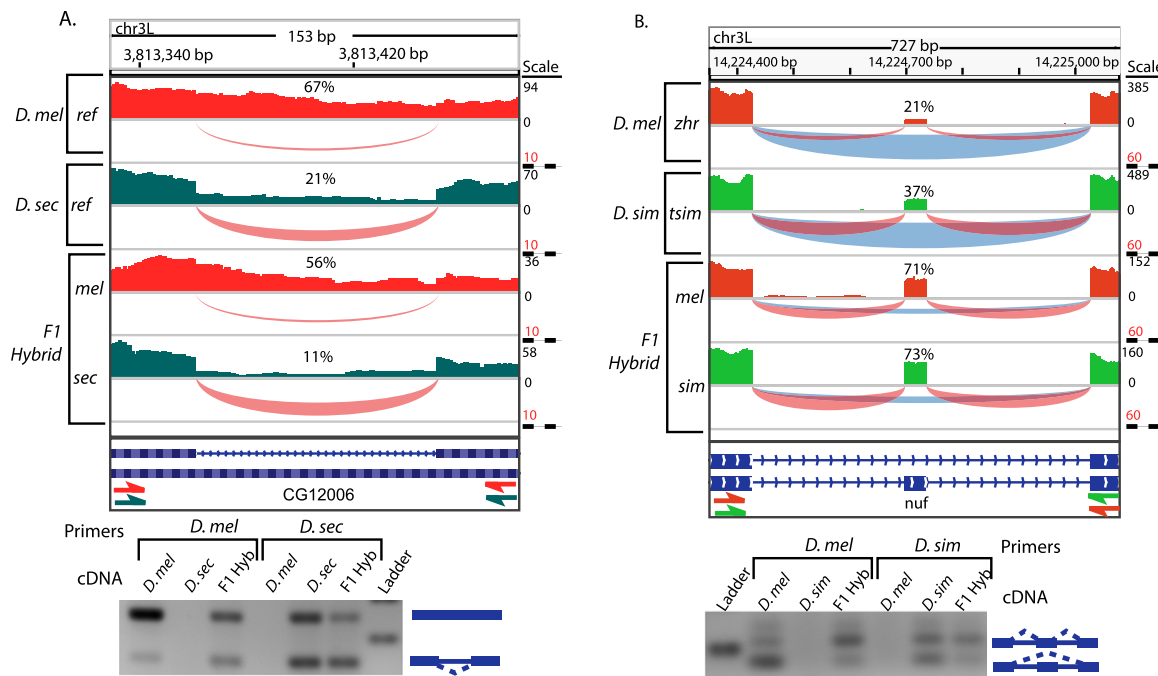 A.
chr3L
153 bp
3,813,340 bp 3,813,420 bp
Scale
D. mel ref 67% 94
0
10
D. sec ref 21% 70
0
10
F1 Hybrid
mel 56% 36
0
10
sec 11% 58
0
10
CG12006
Primers D. mel D. sec
cDNA D. mel D. sec F1 Hyb D. mel D. sec F1 Hyb Ladder
B.
chr3L
727 bp
14,224,400 bp 14,224,700 bp 14,225,000 bp
Scale
D. mel zhr 21% 385
0
60
D. sim tsim 37% 489
0
60
F1 Hybrid
mel 71% 152
0
60
sim 73% 160
0
60
nuf
D. mel D. sim Primers
Ladder D. mel D. sim F1 Hyb D. mel D. sim F1 Hyb cDNA